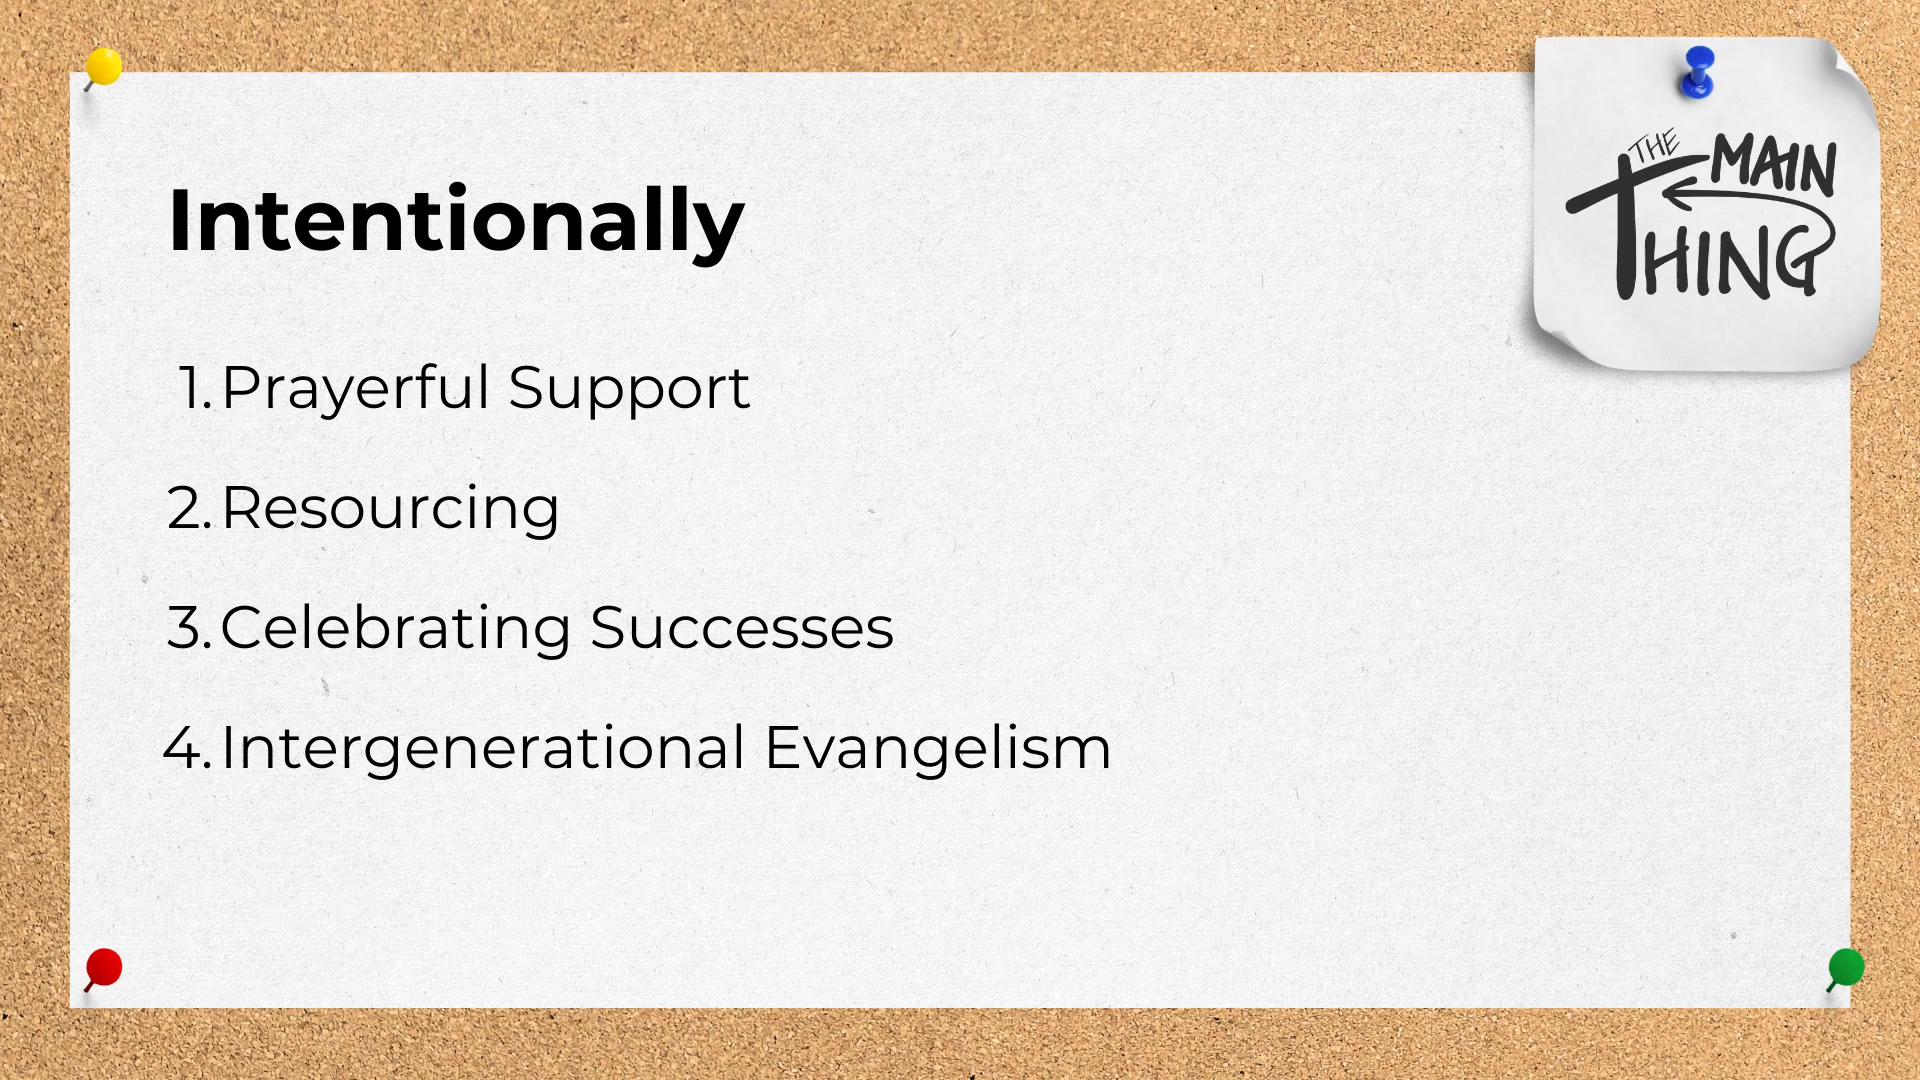 Intentionally
1. Prayerful Support
2. Resourcing
3. Celebrating Successes
4. Intergenerational Evangelism
THE MAIN
THING